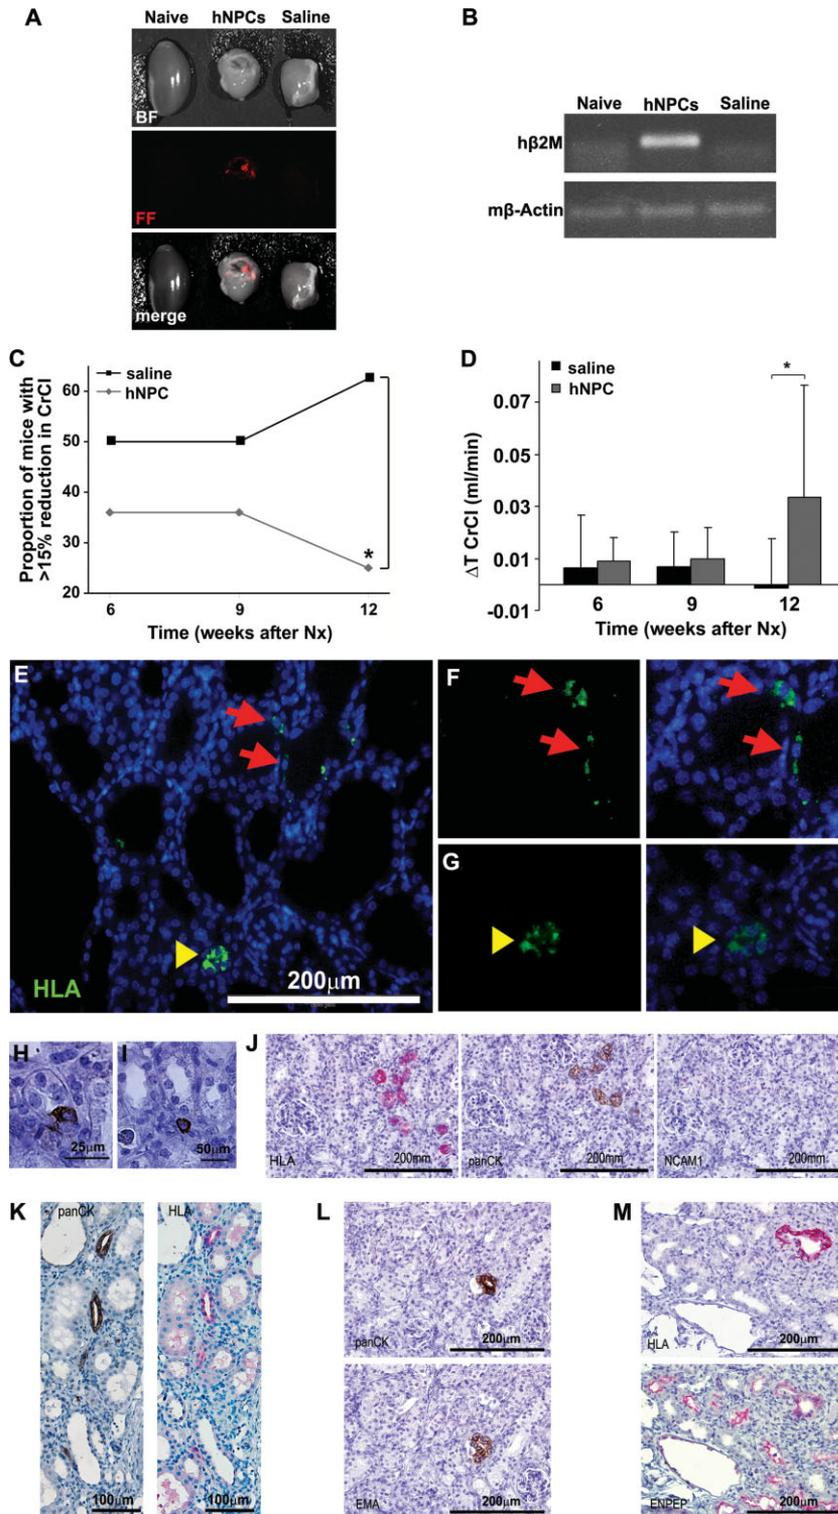 A
Naive hNPCs Saline
BF
FF
merge
B
Naive hNPCs Saline
hβ2M
mβ-Actin
C
Proportion of mice with
>15% reduction in CrCl
saline
hNPC
60
50
40
30
20
*
6 9 12
Time (weeks after Nx)
D
ΔT CrCl (ml/min)
saline
hNPC
*
0.07
0.05
0.03
0.01
-0.01
6 9 12
Time (weeks after Nx)
E
HLA
200μm
F
G
H
25μm
I
50μm
J
HLA
200mm
panCK
200mm
NCAM1
200mm
K
panCK
100μm
HLA
100μm
L
panCK
200μm
EMA
200μm
M
HLA
200μm
ENPEP
200μm